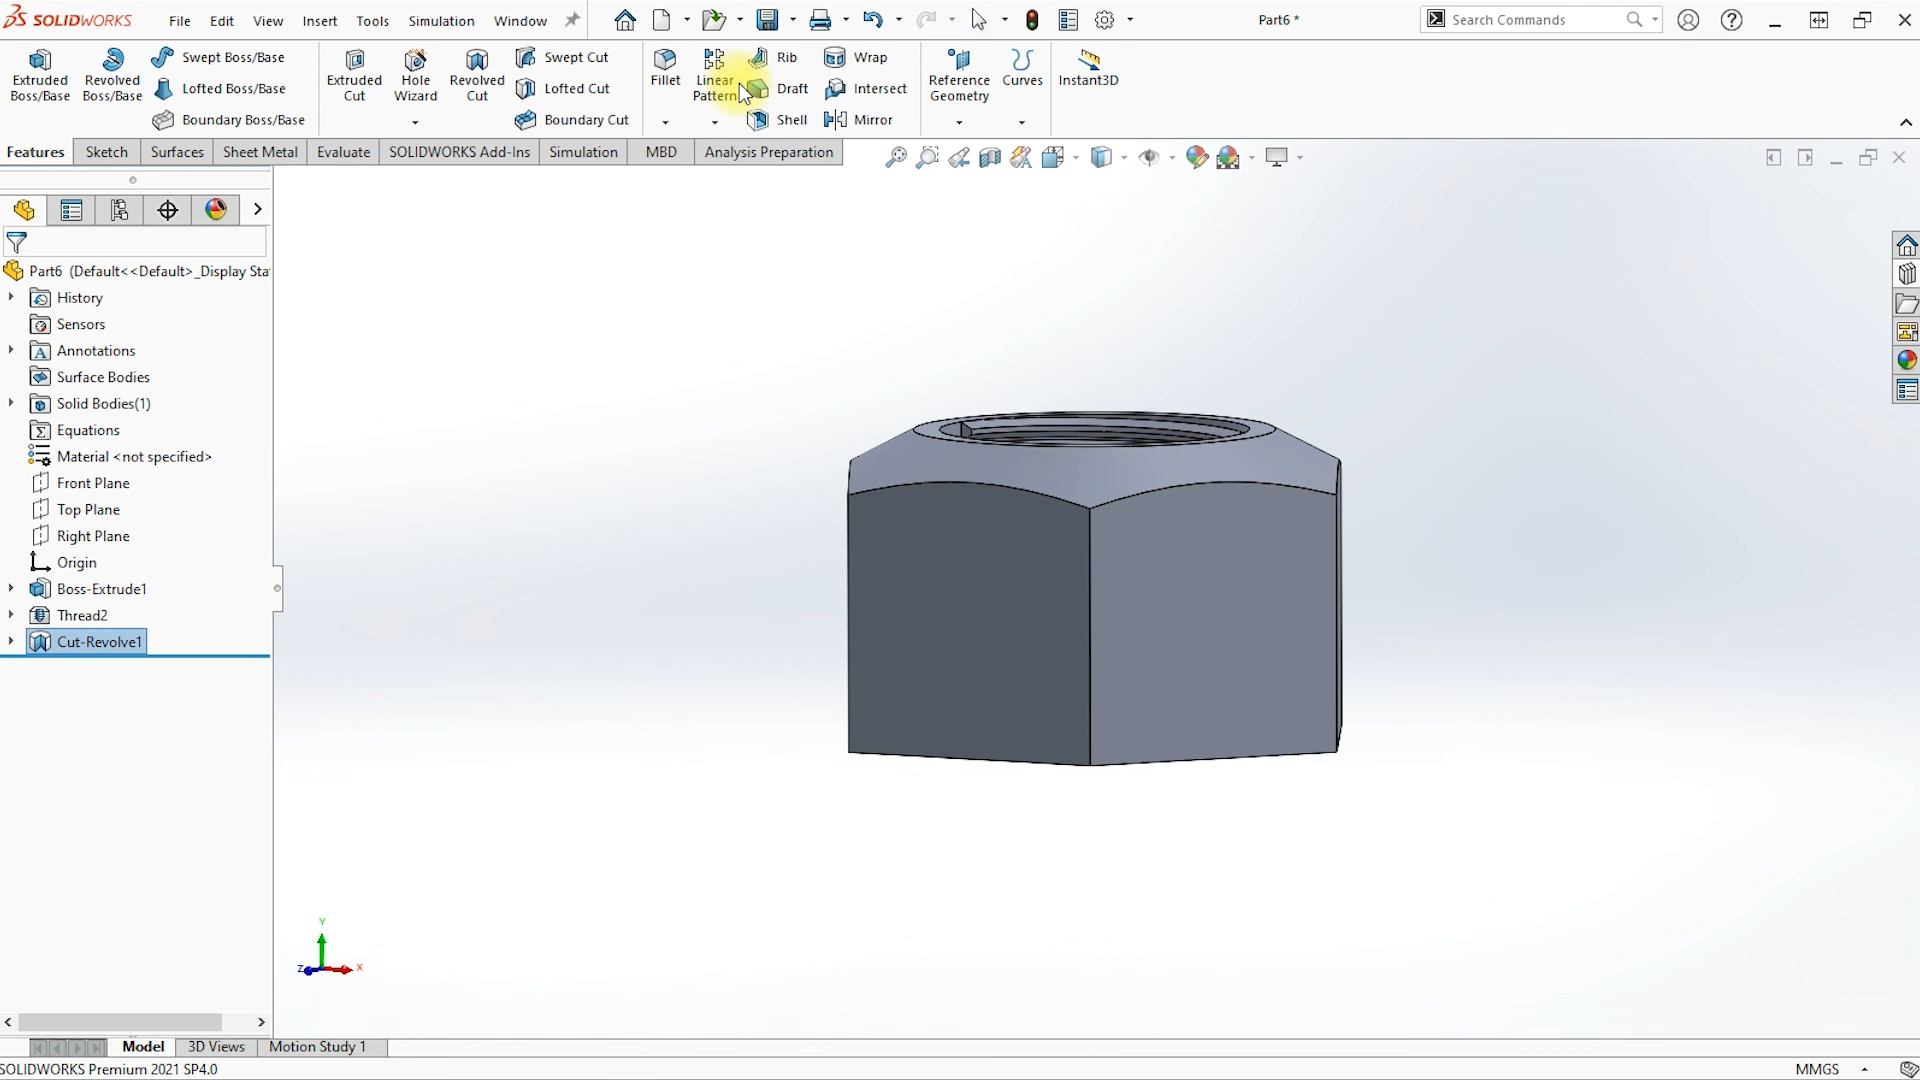 SOLIDWORKS File Edit View Insert Tools Simulation Window Part6 * Search Commands
Extruded Boss/Base
Revolved Boss/Base
Swept Boss/Base
Lofted Boss/Base
Boundary Boss/Base
Extruded Cut
Hole Wizard
Revolved Cut
Swept Cut
Lofted Cut
Boundary Cut
Fillet
Linear Pattern
Rib
Draft
Shell
Wrap
Intersect
Mirror
Reference Geometry
Curves
Instant3D
Features Sketch Surfaces Sheet Metal Evaluate SOLIDWORKS Add-Ins Simulation MBD Analysis Preparation
Part6 (Default<<Default>_Display Sta
History
Sensors
Annotations
Surface Bodies
Solid Bodies(1)
Equations
Material <not specified>
Front Plane
Top Plane
Right Plane
Origin
Boss-Extrude1
Thread2
Cut-Revolve1
Y
Z X
Model 3D Views Motion Study 1
SOLIDWORKS Premium 2021 SP4.0 MMGS